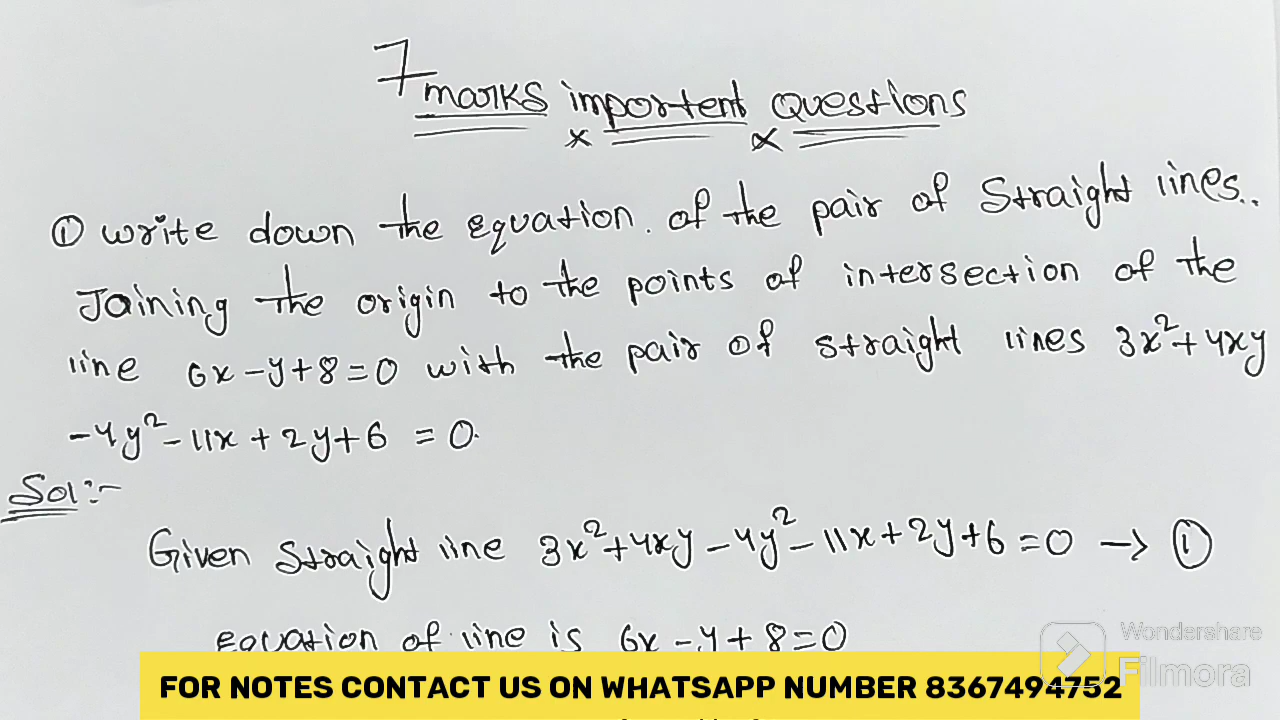 7 marks importent Questions
① write down the equation. of the pair of Straight lines..
Joining the origin to the points of intersection of the
line 6x-y+8=0 with the pair of straight lines 3x²+4xy
-4y²-11x+2y+6 =0.
Sol:-
Given straight line 3x²+4xy-4y²-11x+2y+6=0 → ①
equation of line is 6x-y+8=0
Wondershare
Filmora
FOR NOTES CONTACT US ON WHATSAPP NUMBER 8367494752